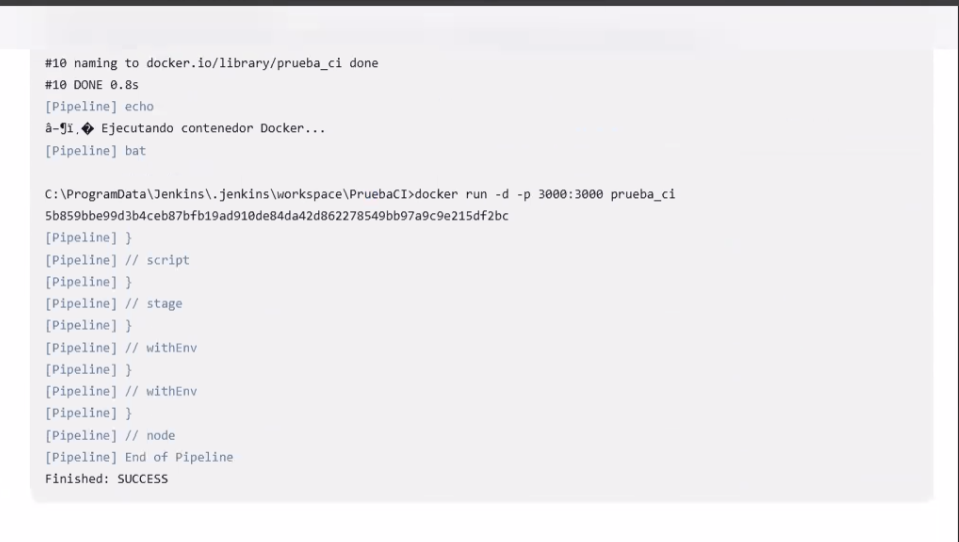 #10 naming to docker.io/library/prueba_ci done
#10 DONE 0.8s
[Pipeline] echo
â–¶ï¸� Ejecutando contenedor Docker...
[Pipeline] bat
C:\ProgramData\Jenkins\.jenkins\workspace\PruebaCI>docker run -d -p 3000:3000 prueba_ci
5b859bbe99d3b4ceb87bfb19ad910de84da42d862278549bb97a9c9e215df2bc
[Pipeline] }
[Pipeline] // script
[Pipeline] }
[Pipeline] // stage
[Pipeline] }
[Pipeline] // withEnv
[Pipeline] }
[Pipeline] // withEnv
[Pipeline] }
[Pipeline] // node
[Pipeline] End of Pipeline
Finished: SUCCESS